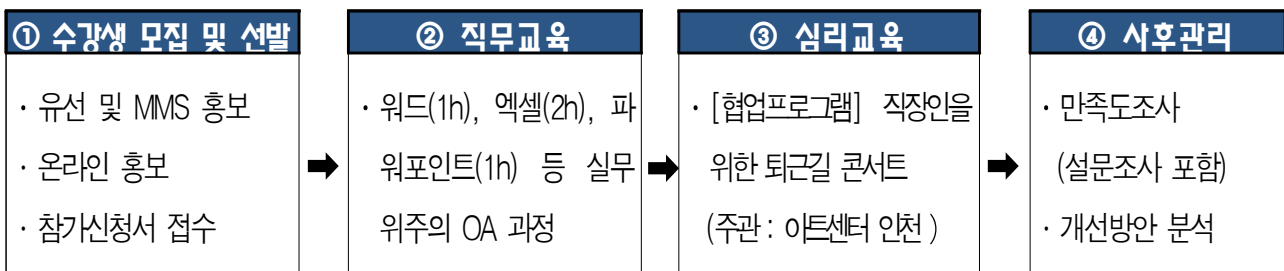 ① 수강생 모집 및 선발
· 유선 및 MMS 홍보
· 온라인 홍보
· 참가신청서 접수
② 직무교육
· 워드(1h), 엑셀(2h), 파
워포인트(1h) 등 실무
위주의 OA 과정
③ 심리교육
· [협업프로그램] 직장인을
위한 퇴근길 콘서트
(주관 : 아트센터 인천 )
④ 사후관리
· 만족도조사
(설문조사 포함)
· 개선방안 분석